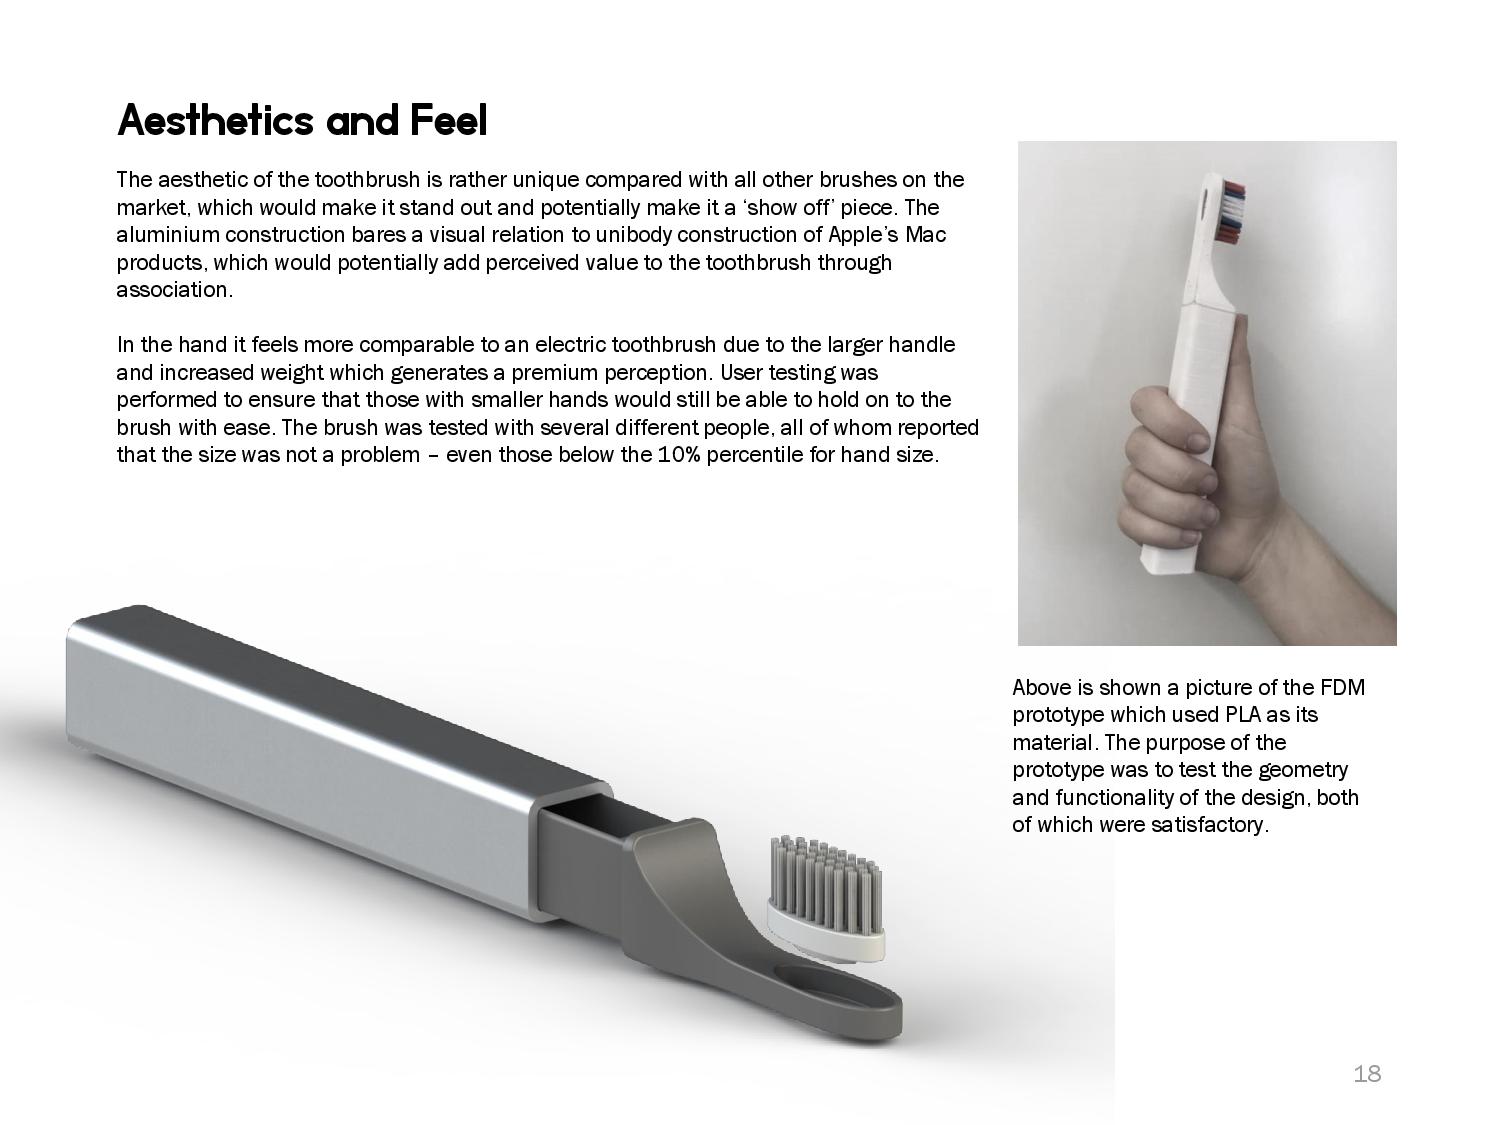 Aesthetics and Feel
The aesthetic of the toothbrush is rather unique compared with all other brushes on the
market, which would make it stand out and potentially make it a ‘show off’ piece. The
aluminium construction bares a visual relation to unibody construction of Apple’s Mac
products, which would potentially add perceived value to the toothbrush through
association.
In the hand it feels more comparable to an electric toothbrush due to the larger handle
and increased weight which generates a premium perception. User testing was
performed to ensure that those with smaller hands would still be able to hold on to the
brush with ease. The brush was tested with several different people, all of whom reported
that the size was not a problem – even those below the 10% percentile for hand size.
Above is shown a picture of the FDM
prototype which used PLA as its
material. The purpose of the
prototype was to test the geometry
and functionality of the design, both
of which were satisfactory.
18